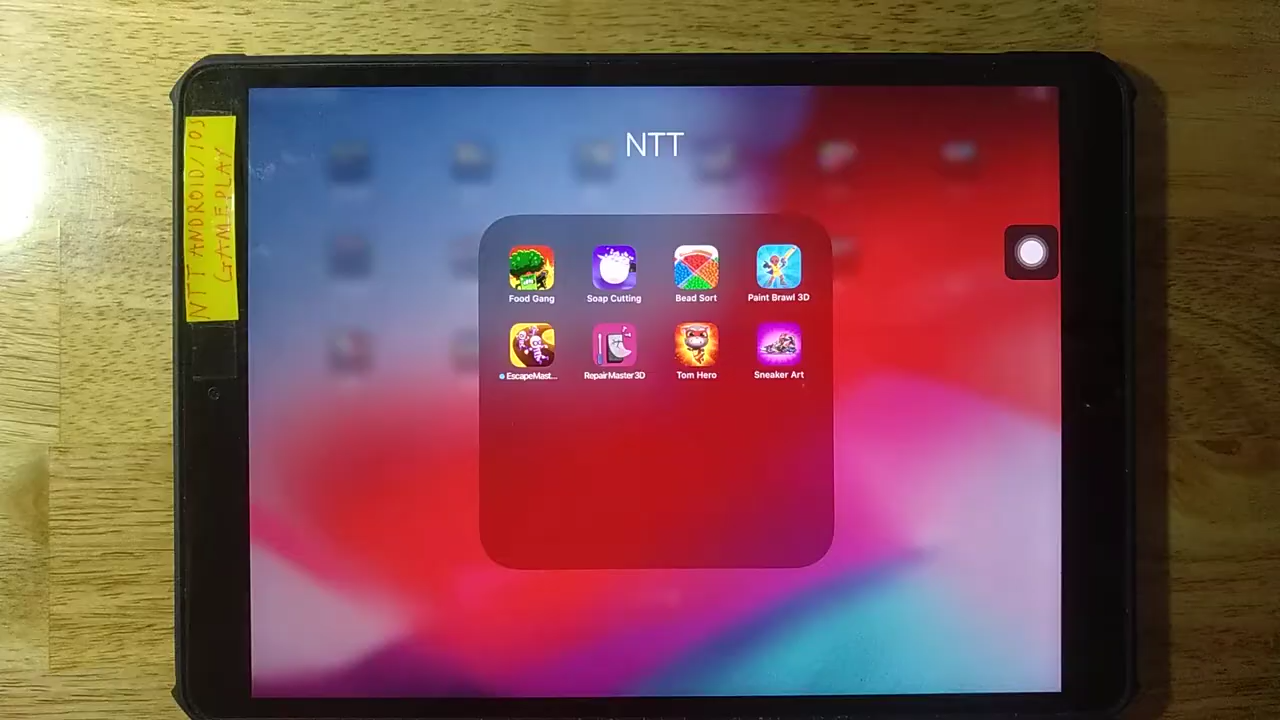 NTT ANDROID/IOS
GAMEPLAY
NTT
Food Gang
Soap Cutting
Bead Sort
Paint Brawl 3D
EscapeMast...
RepairMaster3D
Tom Hero
Sneaker Art